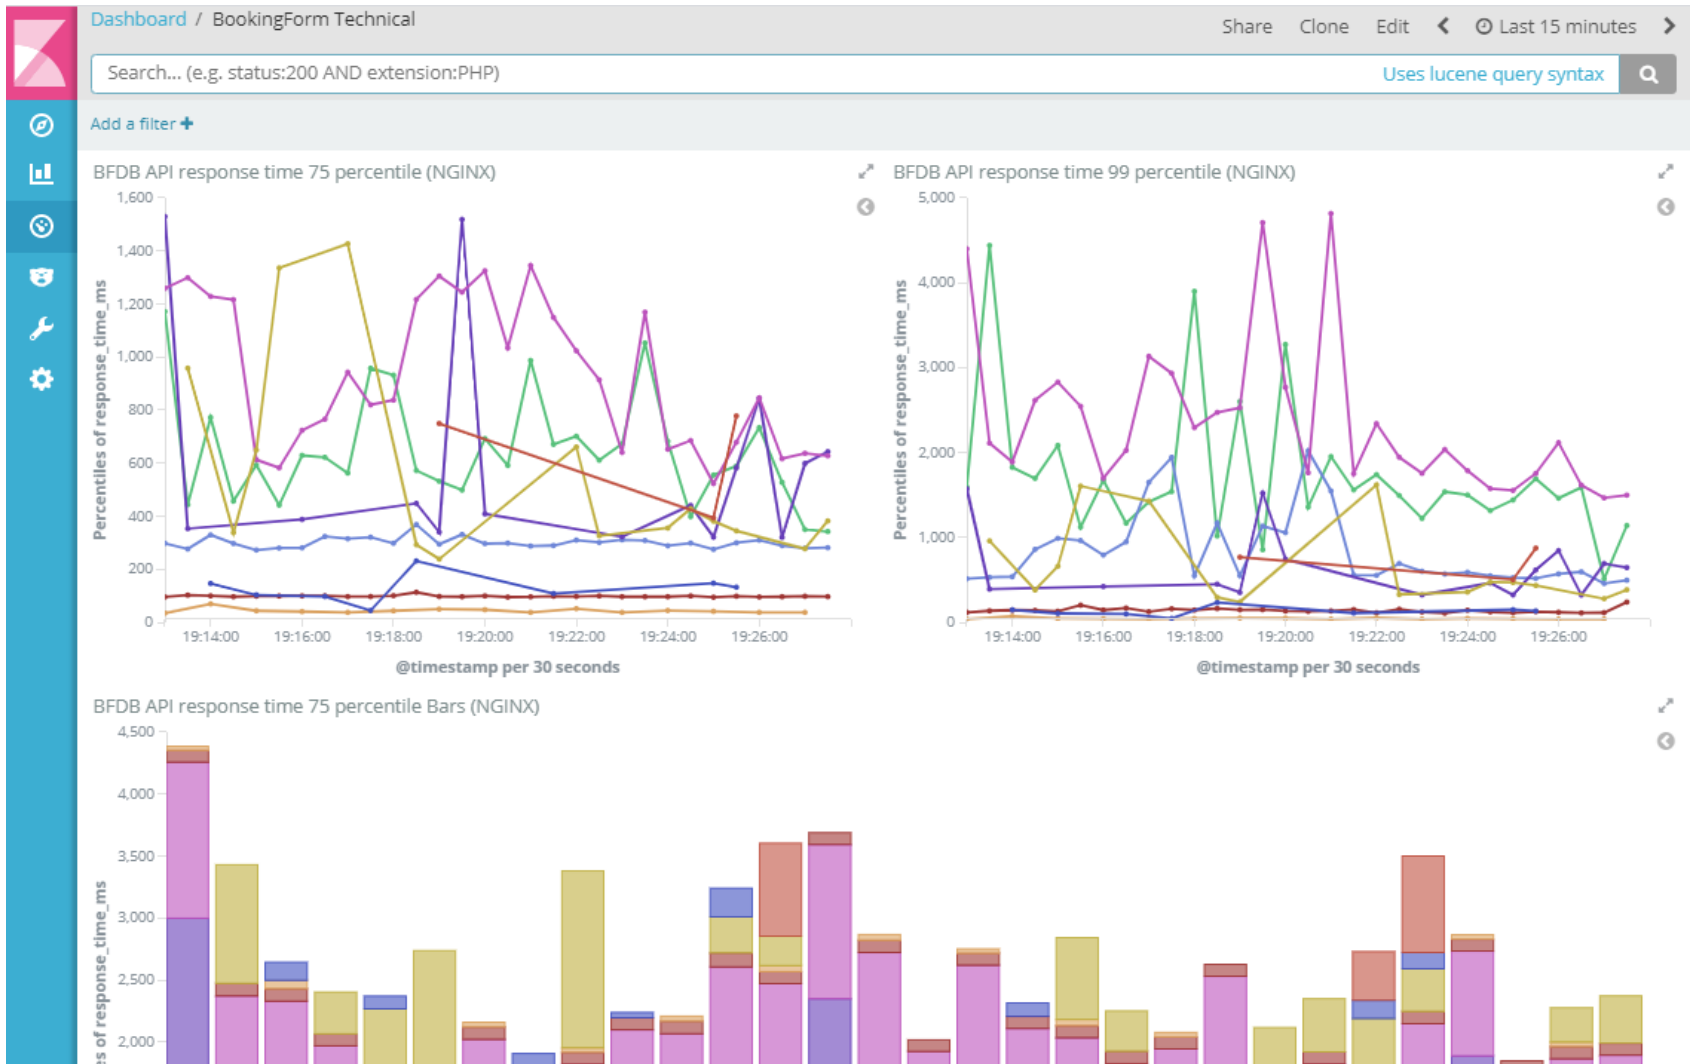 Dashboard / BookingForm Technical
Share Clone Edit Last 15 minutes
Search... (e.g. status:200 AND extension:PHP)
Uses lucene query syntax
Add a filter +
BFDB API response time 75 percentile (NGINX)
1,600
1,400
1,200
1,000
800
600
400
200
0
Percentiles of response_time_ms
19:14:00 19:16:00 19:18:00 19:20:00 19:22:00 19:24:00 19:26:00
@timestamp per 30 seconds
BFDB API response time 99 percentile (NGINX)
5,000
4,000
3,000
2,000
1,000
0
Percentiles of response_time_ms
19:14:00 19:16:00 19:18:00 19:20:00 19:22:00 19:24:00 19:26:00
@timestamp per 30 seconds
BFDB API response time 75 percentile Bars (NGINX)
4,500
4,000
3,500
3,000
2,500
2,000
es of response_time_ms